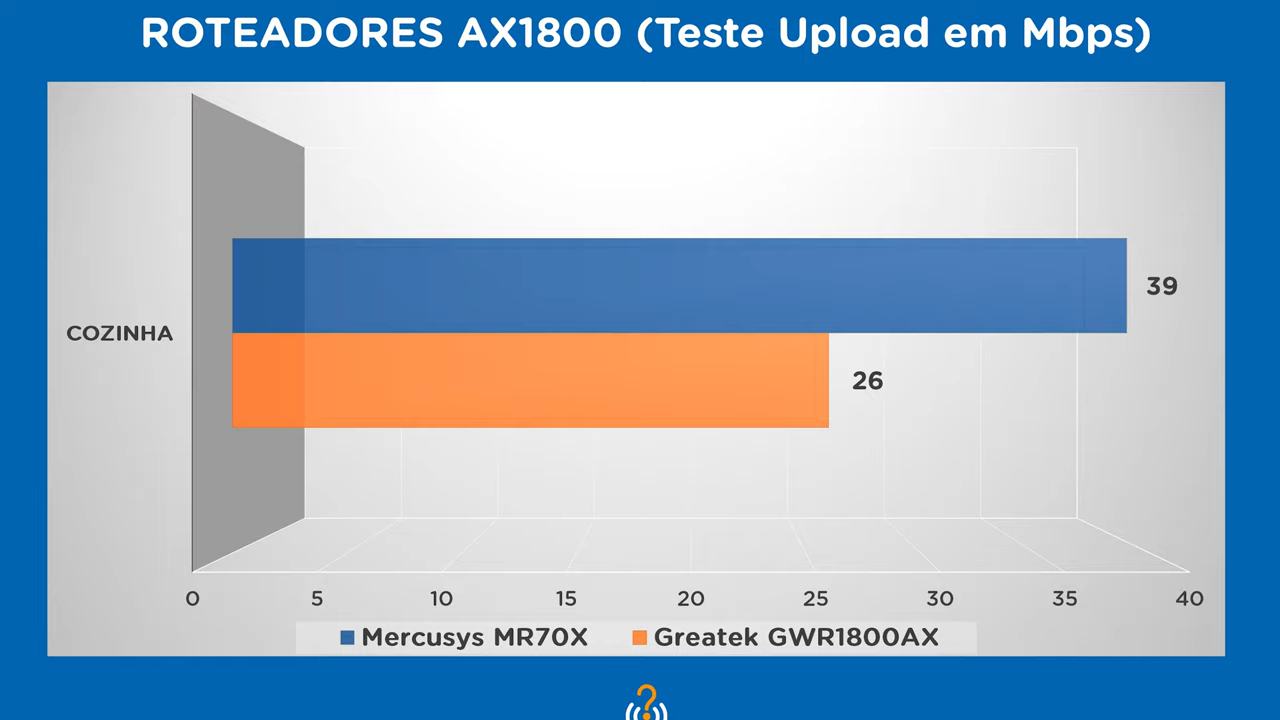 ROTEADORES AX1800 (Teste Upload em Mbps)
39
COZINHA
26
0 5 10 15 20 25 30 35 40
Mercusys MR70X Greatek GWR1800AX
?